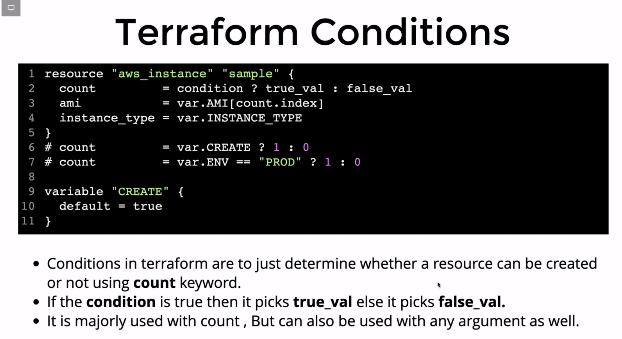 Terraform Conditions
1 resource "aws_instance" "sample" {
2   count         = condition ? true_val : false_val
3   ami           = var.AMI[count.index]
4   instance_type = var.INSTANCE_TYPE
5 }
6 # count         = var.CREATE ? 1 : 0
7 # count         = var.ENV == "PROD" ? 1 : 0
8
9 variable "CREATE" {
10   default = true
11 }
• Conditions in terraform are to just determine whether a resource can be created
or not using count keyword.
• If the condition is true then it picks true_val else it picks false_val.
• It is majorly used with count , But can also be used with any argument as well.